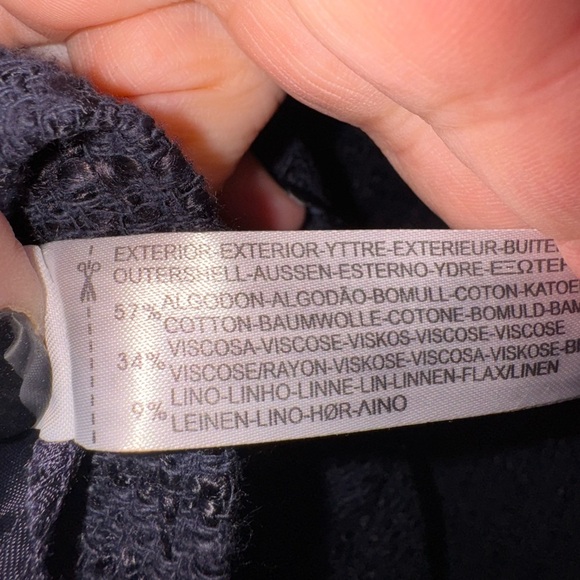 EXTERIOR-EXTERIOR-YTTRE-EXTERIEUR-BUITE
OUTERSHELL-AUSSEN-ESTERNO-YDRE-ΕΞΩΤΕΡ
57% ALGODON-ALGODÃO-BOMULL-COTON-KATOE
COTTON-BAUMWOLLE-COTONE-BOMULD-BAM
34% VISCOSA-VISCOSE-VISKOS-VISCOSE-VISCOSE
VISCOSE/RAYON-VISKOSE-VISCOSA-VISKOSE-
9% LINO-LINHO-LINNE-LIN-LINNEN-FLAX/LINEN
LEINEN-LINO-HØR-ΛΙΝΟ